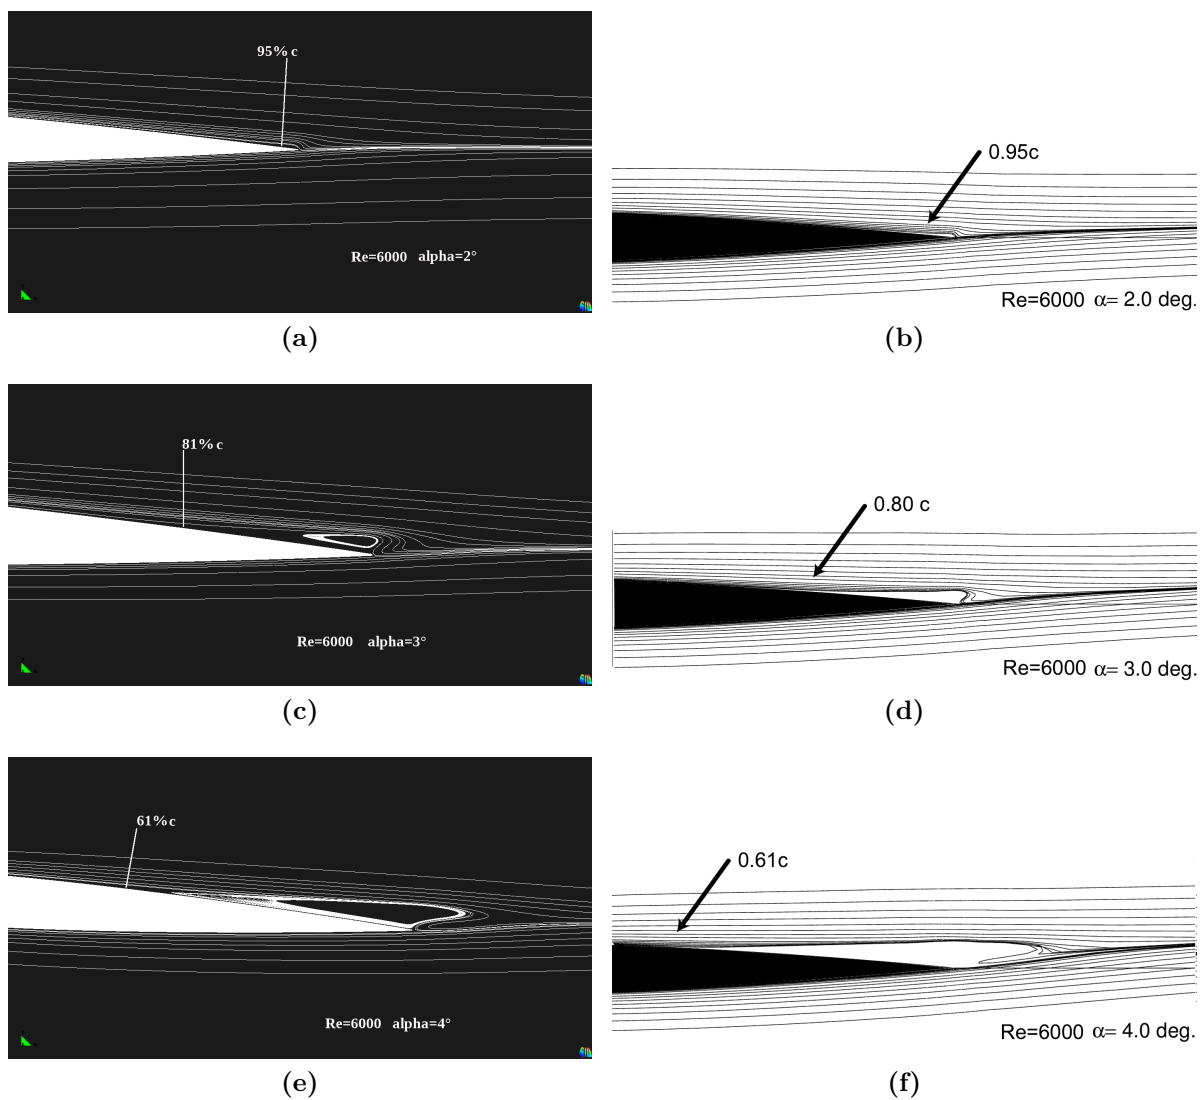 95% c
Re=6000 alpha=2°
(a)
0.95c
Re=6000 α= 2.0 deg.
(b)
81% c
Re=6000 alpha=3°
(c)
0.80 c
Re=6000 α= 3.0 deg.
(d)
61%c
Re=6000 alpha=4°
(e)
0.61c
Re=6000 α= 4.0 deg.
(f)